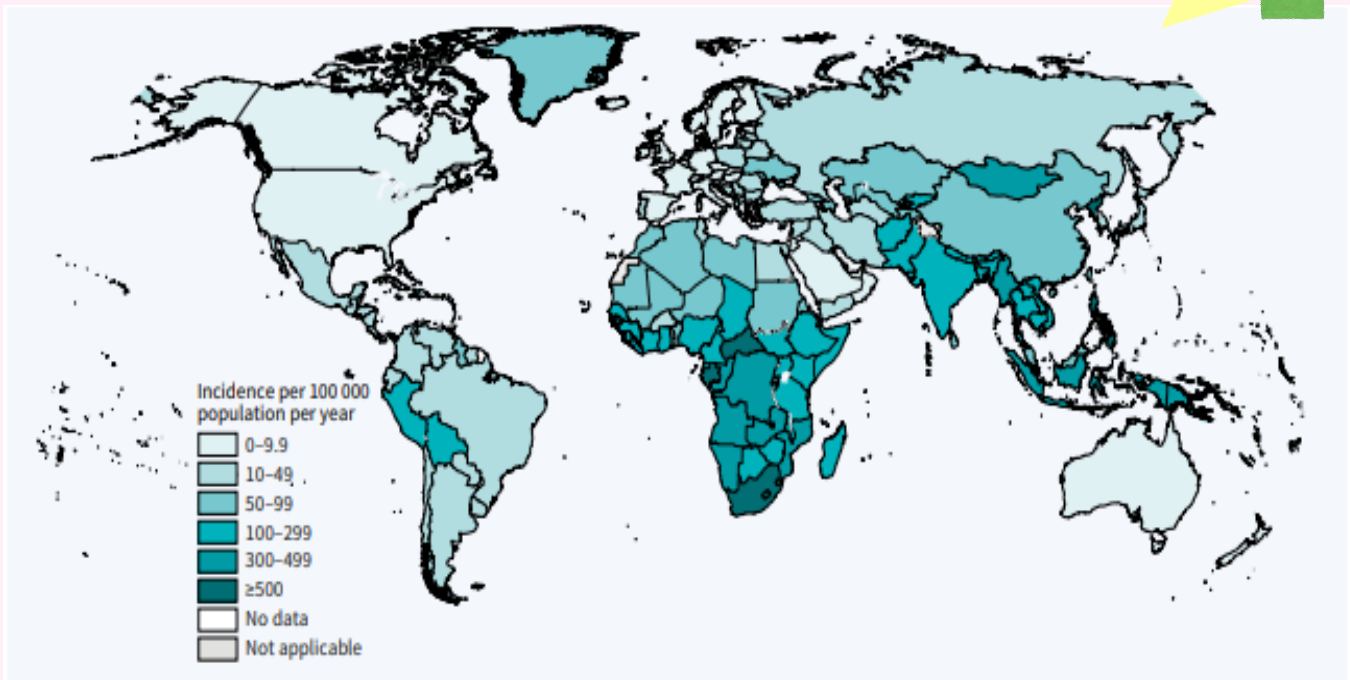 Incidence per 100 000
population per year
0–9.9
10–49
50–99
100–299
300–499
≥500
No data
Not applicable